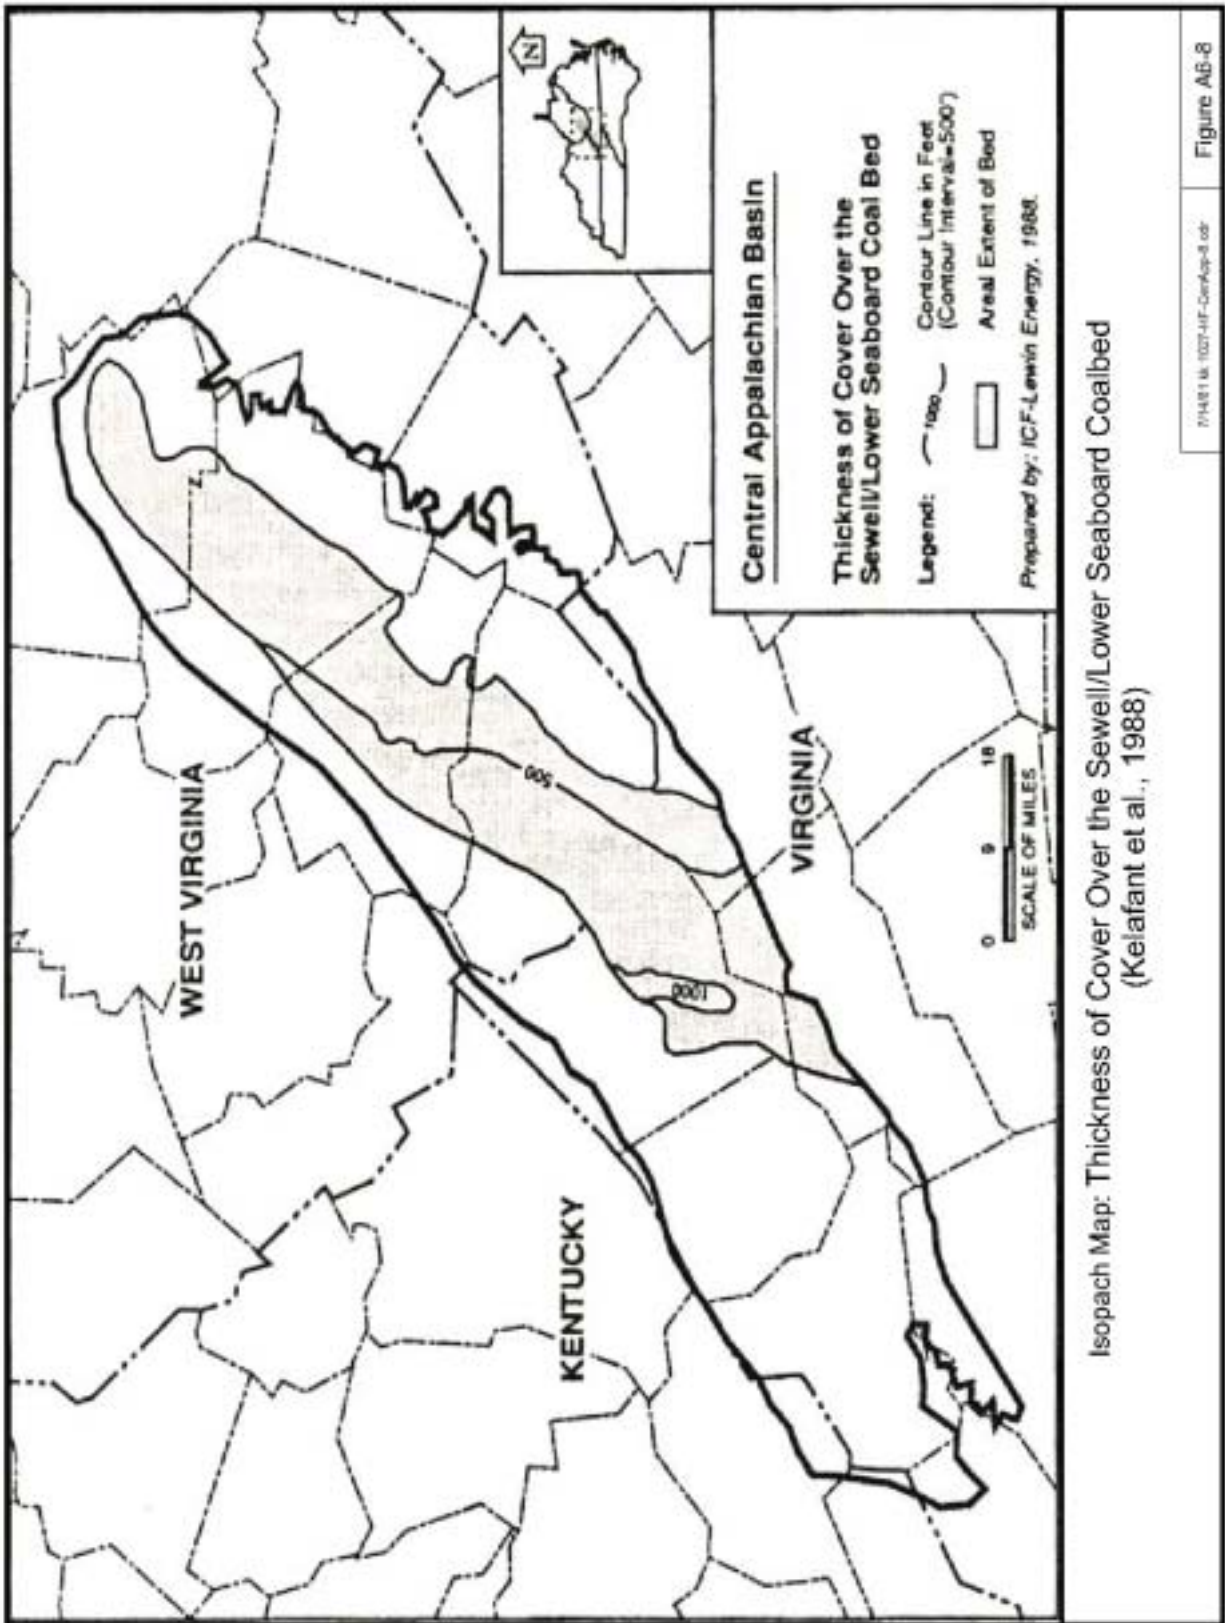 N
WEST VIRGINIA
KENTUCKY
VIRGINIA
500
1000
0 9 18
SCALE OF MILES
Central Appalachian Basin
Thickness of Cover Over the
Sewell/Lower Seaboard Coal Bed
Legend:
1000
Contour Line in Feet
(Contour Interval=500')
Areal Extent of Bed
Prepared by: ICF-Lewin Energy, 1988.
Isopach Map: Thickness of Cover Over the Sewell/Lower Seaboard Coalbed
(Kelafant et al., 1988)
Figure A6-8